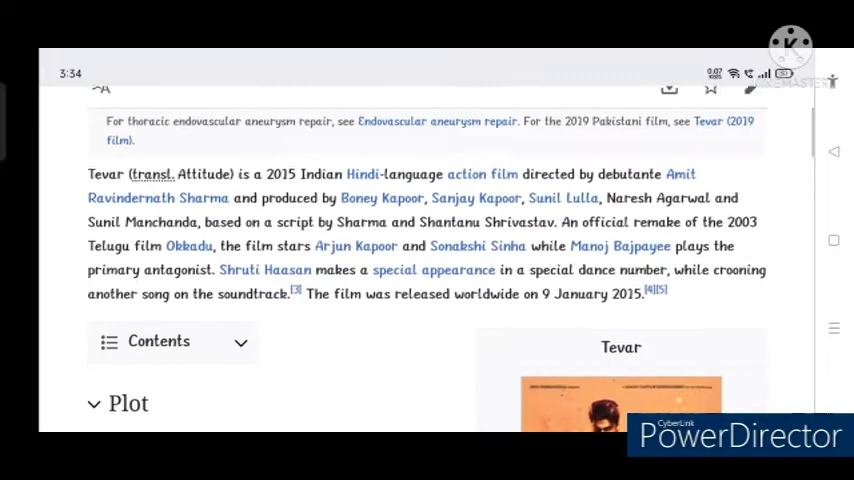 K
KINEMASTER
3:34
0.07
KB/S
For thoracic endovascular aneurysm repair, see Endovascular aneurysm repair. For the 2019 Pakistani film, see Tevar (2019
film).
Tevar (transl. Attitude) is a 2015 Indian Hindi-language action film directed by debutante Amit
Ravindernath Sharma and produced by Boney Kapoor, Sanjay Kapoor, Sunil Lulla, Naresh Agarwal and
Sunil Manchanda, based on a script by Sharma and Shantanu Shrivastav. An official remake of the 2003
Telugu film Okkadu, the film stars Arjun Kapoor and Sonakshi Sinha while Manoj Bajpayee plays the
primary antagonist. Shruti Haasan makes a special appearance in a special dance number, while crooning
another song on the soundtrack.[3] The film was released worldwide on 9 January 2015.[4][5]
Contents
Tevar
Plot
CyberLink
PowerDirector